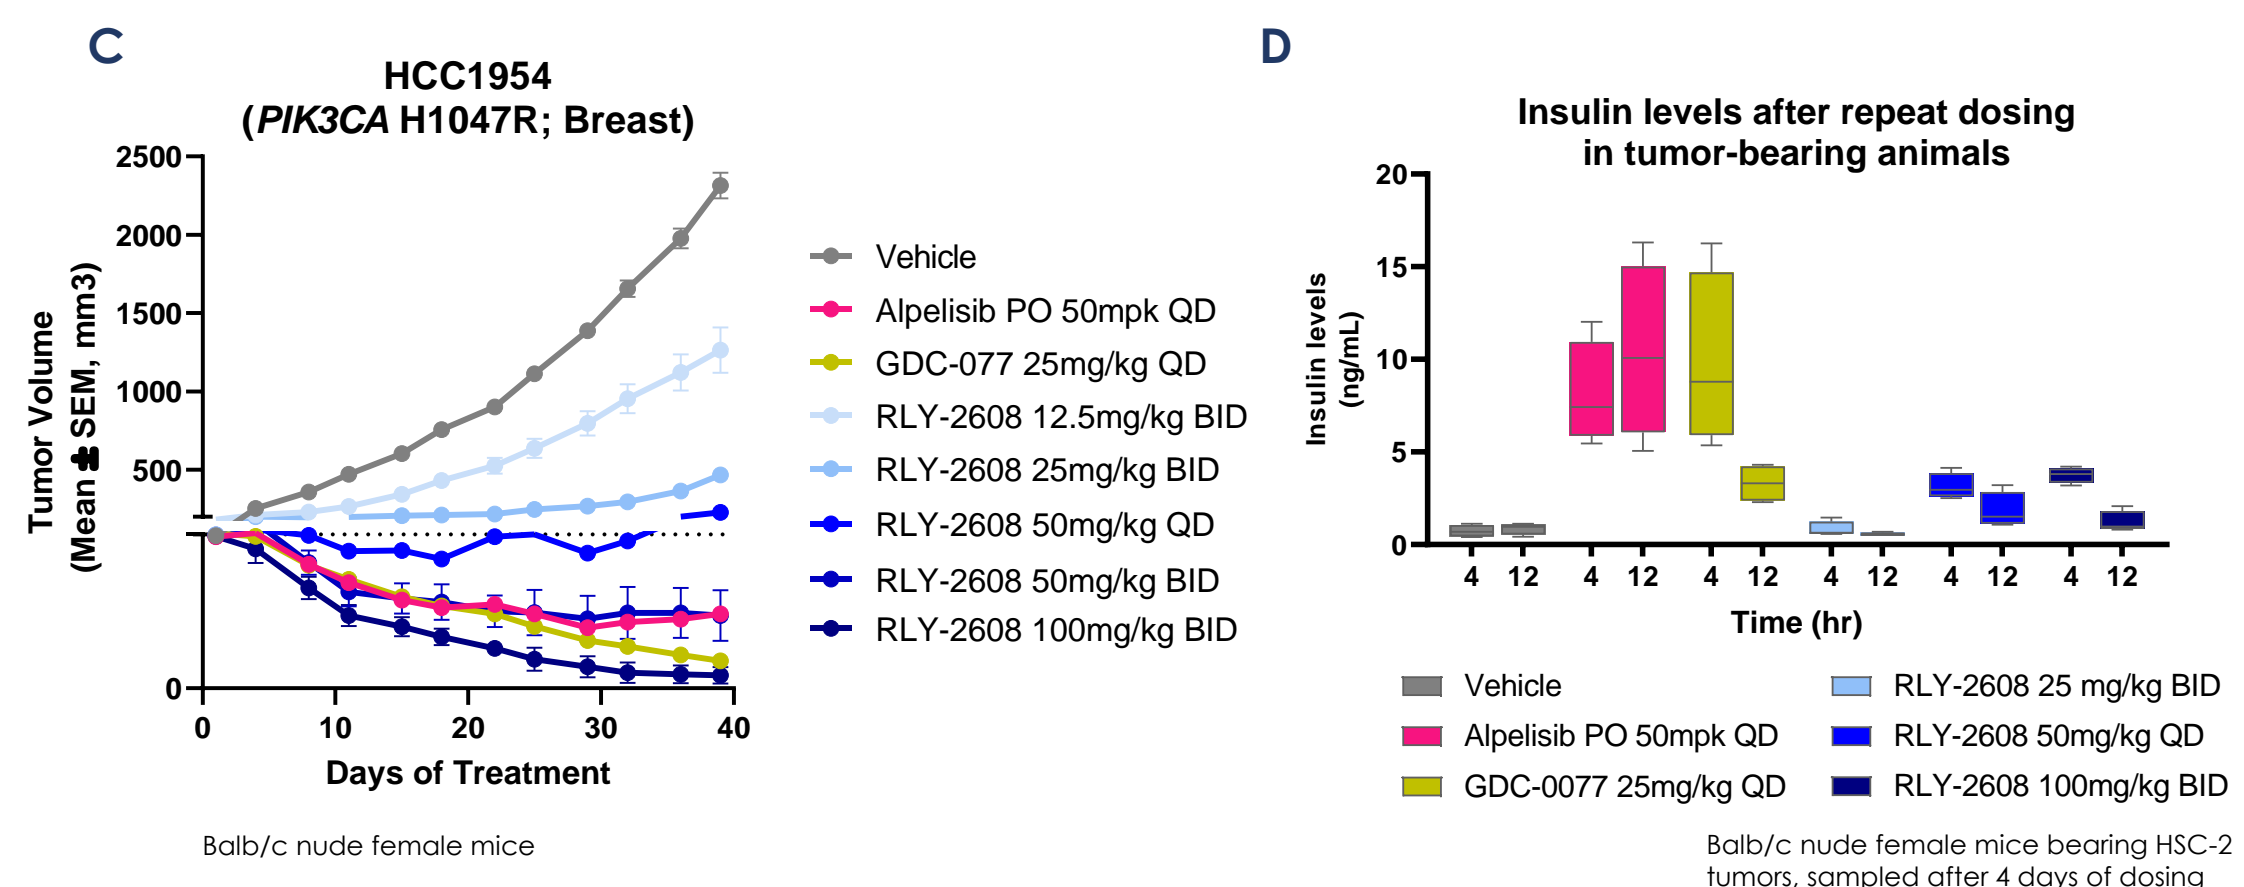 C
HCC1954
(PIK3CA H1047R; Breast)
Tumor Volume
(Mean ± SEM, mm3)
2500
2000
1500
1000
500
0
0 10 20 30 40
Days of Treatment
Vehicle
Alpelisib PO 50mpk QD
GDC-077 25mg/kg QD
RLY-2608 12.5mg/kg BID
RLY-2608 25mg/kg BID
RLY-2608 50mg/kg QD
RLY-2608 50mg/kg BID
RLY-2608 100mg/kg BID
Balb/c nude female mice
D
Insulin levels after repeat dosing
in tumor-bearing animals
Insulin levels
(ng/mL)
20
15
10
5
0
4 12 4 12 4 12 4 12 4 12 4 12
Time (hr)
Vehicle
Alpelisib PO 50mpk QD
GDC-0077 25mg/kg QD
RLY-2608 25 mg/kg BID
RLY-2608 50mg/kg QD
RLY-2608 100mg/kg BID
Balb/c nude female mice bearing HSC-2
tumors, sampled after 4 days of dosing